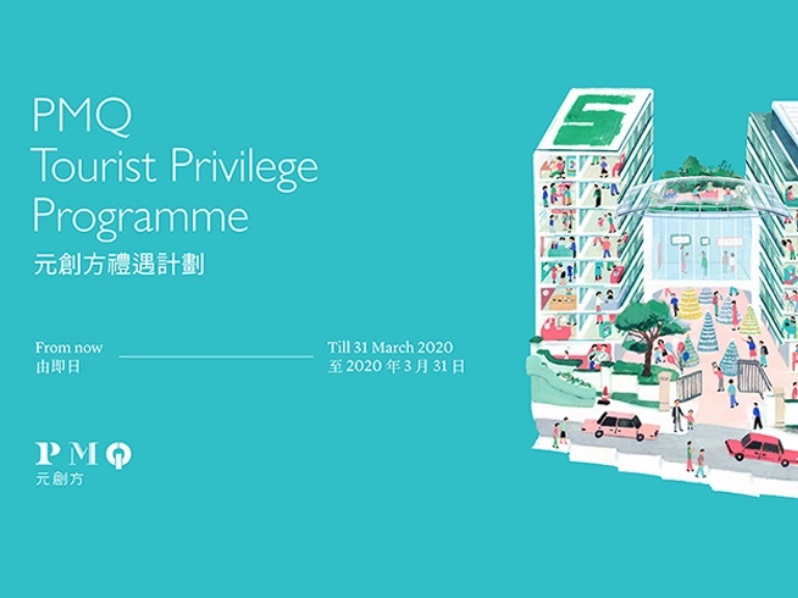 PMQ
Tourist Privilege
Programme
元創方禮遇計劃
From now
由即日
Till 31 March 2020
至 2020 年 3 月 31 日
PMQ
元創方
S